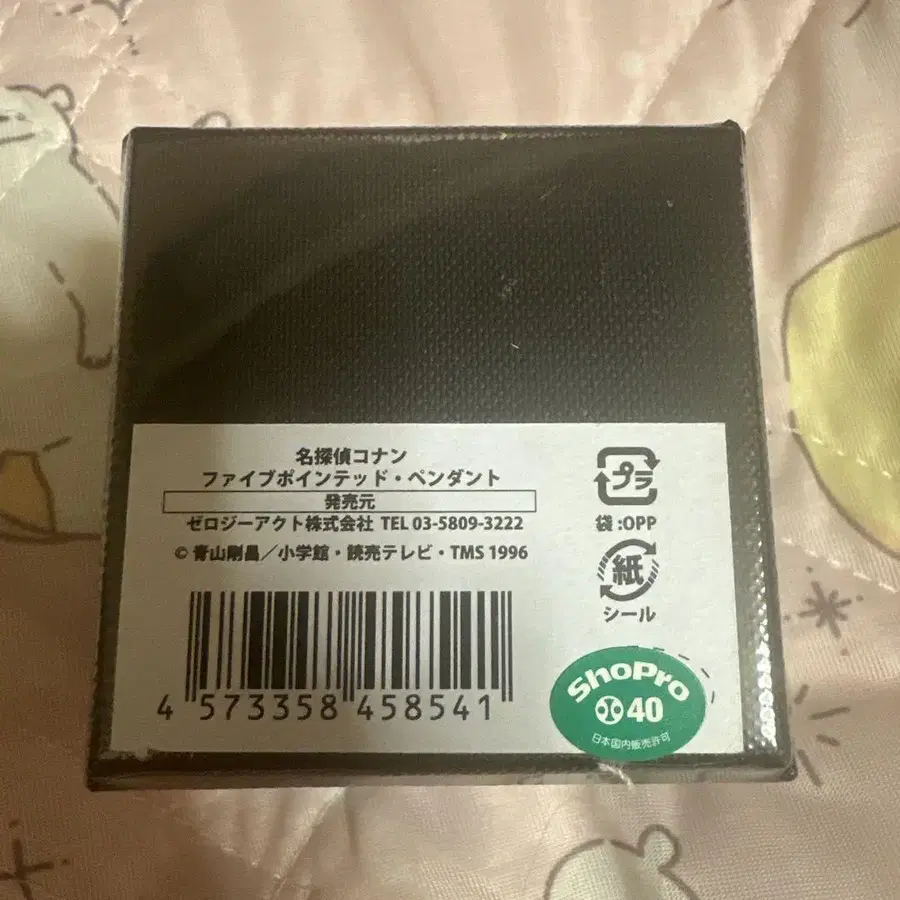 名探偵コナン
ファイブポインテッド・ペンダント
発売元
ゼロジーアクト株式会社 TEL 03-5809-3222
© 青山剛昌／小学館・読売テレビ・TMS 1996
4 573358 458541
プラ
袋:OPP
紙
シール
ShoPro
40
日本国内販売許可